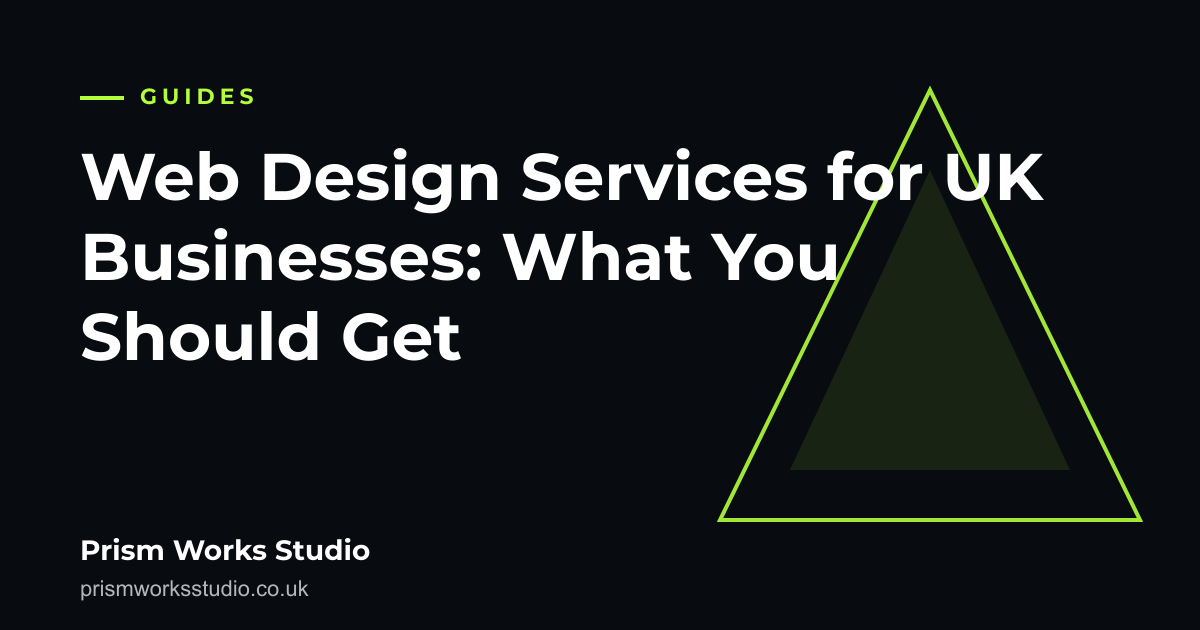 GUIDES
Web Design Services for UK
Businesses: What You
Should Get
Prism Works Studio
prismworksstudio.co.uk